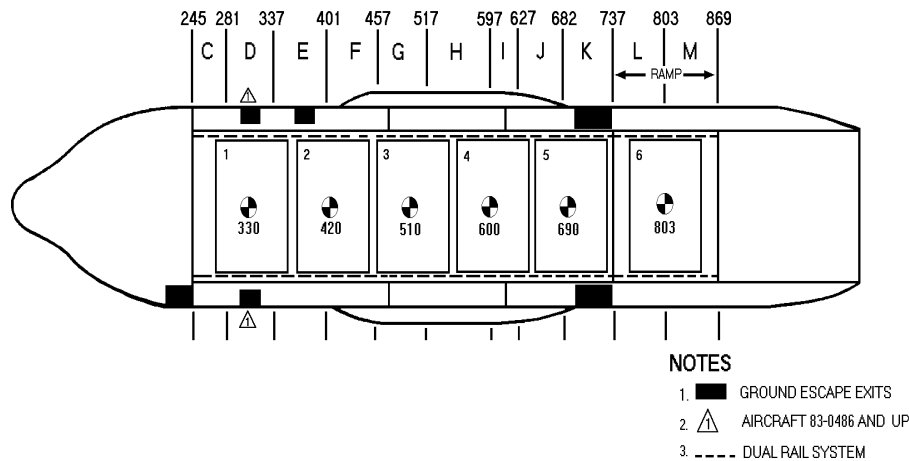 245 281 337 401 457 517 597 627 682 737 803 869
C D E F G H I J K L M
RAMP
1
1 2 3 4 5 6
330 420 510 600 690 803
1
NOTES
1. GROUND ESCAPE EXITS
2. 1 AIRCRAFT 83-0486 AND UP
3. DUAL RAIL SYSTEM